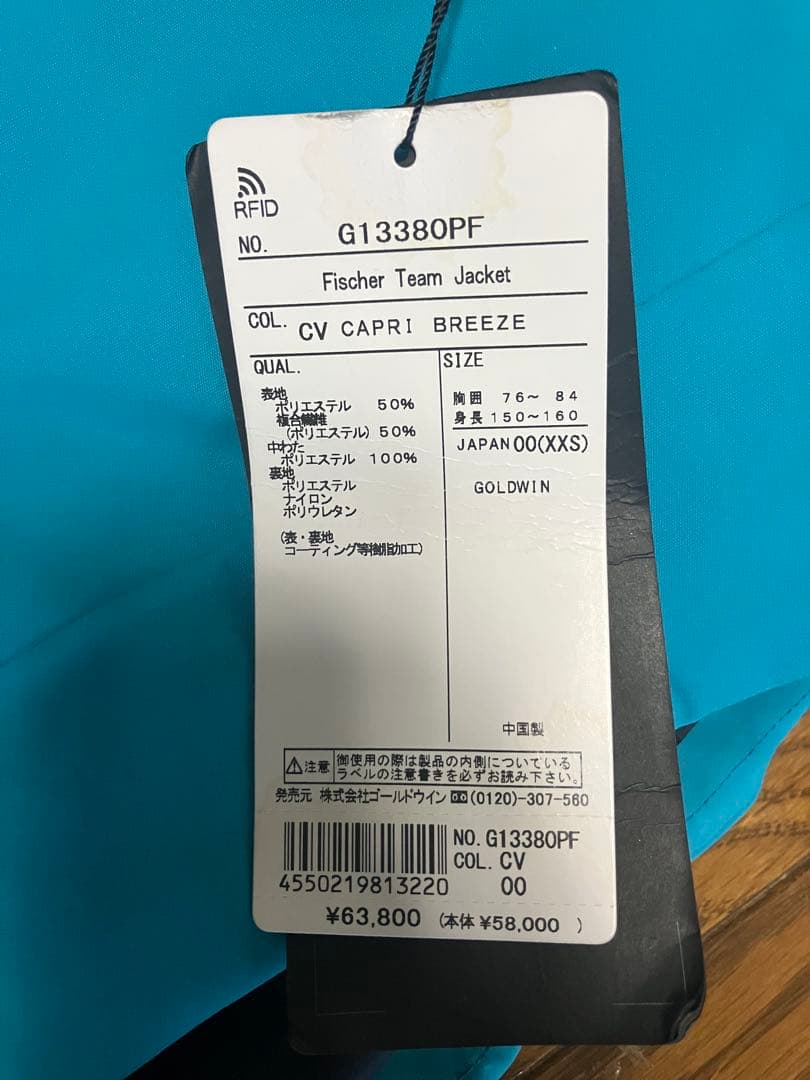 RFID
NO. G13380PF
Fischer Team Jacket
COL. CV CAPRI BREEZE
QUAL.
表地
ポリエステル 50%
複合繊維
(ポリエステル) 50%
中わた
ポリエステル 100%
裏地
ポリエステル
ナイロン
ポリウレタン
(表・裏地
コーティング等樹脂加工)
SIZE
胸囲 76~ 84
身長 150~160
JAPAN 00(XXS)
GOLDWIN
中国製
⚠注意
御使用の際は製品の内側についている
ラベルの注意書きを必ずお読み下さい。
発売元 株式会社ゴールドウイン (0120)-307-560
4550219813220
NO. G13380PF
COL. CV
00
¥63,800 (本体 ¥58,000 )